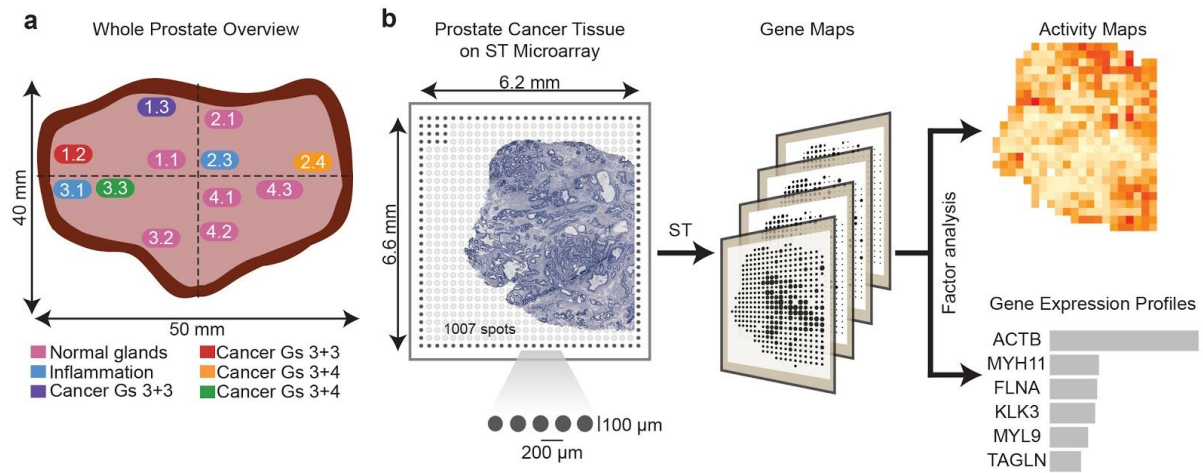 a
Whole Prostate Overview
40 mm
1.3
2.1
1.2
1.1
2.3
2.4
3.1
3.3
4.1
4.3
3.2
4.2
50 mm
Normal glands
Inflammation
Cancer Gs 3+3
Cancer Gs 3+3
Cancer Gs 3+4
Cancer Gs 3+4
b
Prostate Cancer Tissue
on ST Microarray
6.2 mm
6.6 mm
1007 spots
100 µm
200 µm
ST
Gene Maps
Factor analysis
Activity Maps
Gene Expression Profiles
ACTB
MYH11
FLNA
KLK3
MYL9
TAGLN